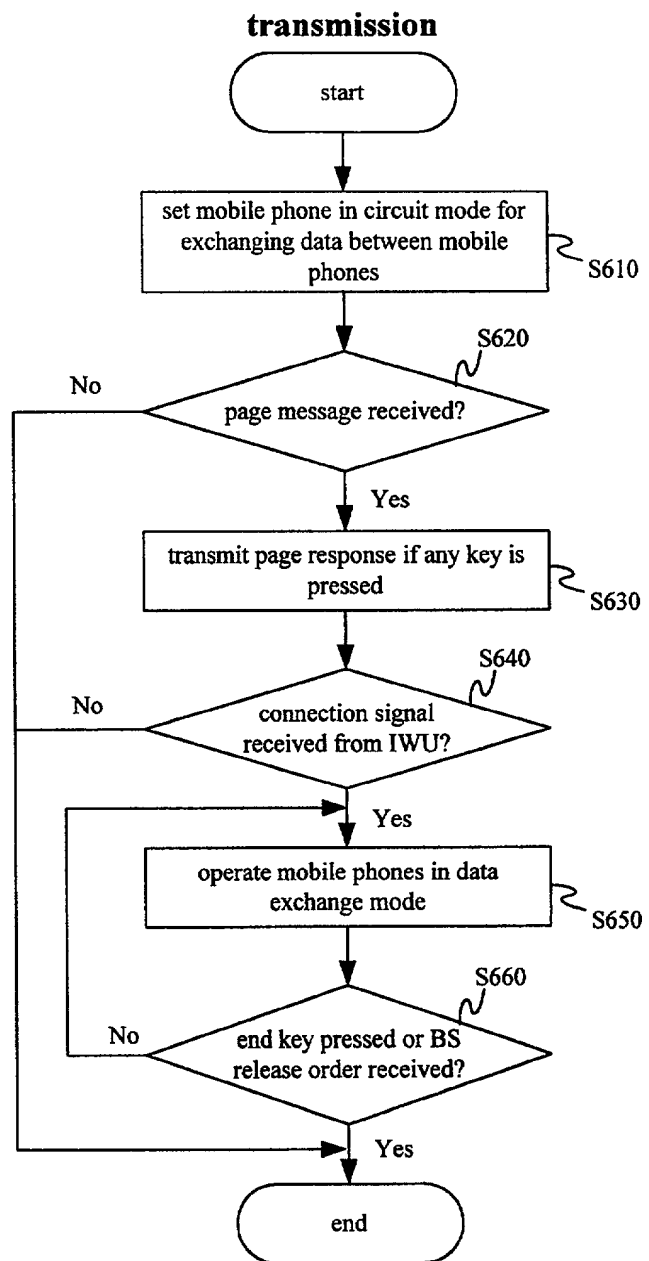 transmission
start
set mobile phone in circuit mode for
exchanging data between mobile
phones
S610
S620
No
page message received?
Yes
transmit page response if any key is
pressed
S630
S640
No
connection signal
received from IWU?
Yes
operate mobile phones in data
exchange mode
S650
S660
No
end key pressed or BS
release order received?
Yes
end